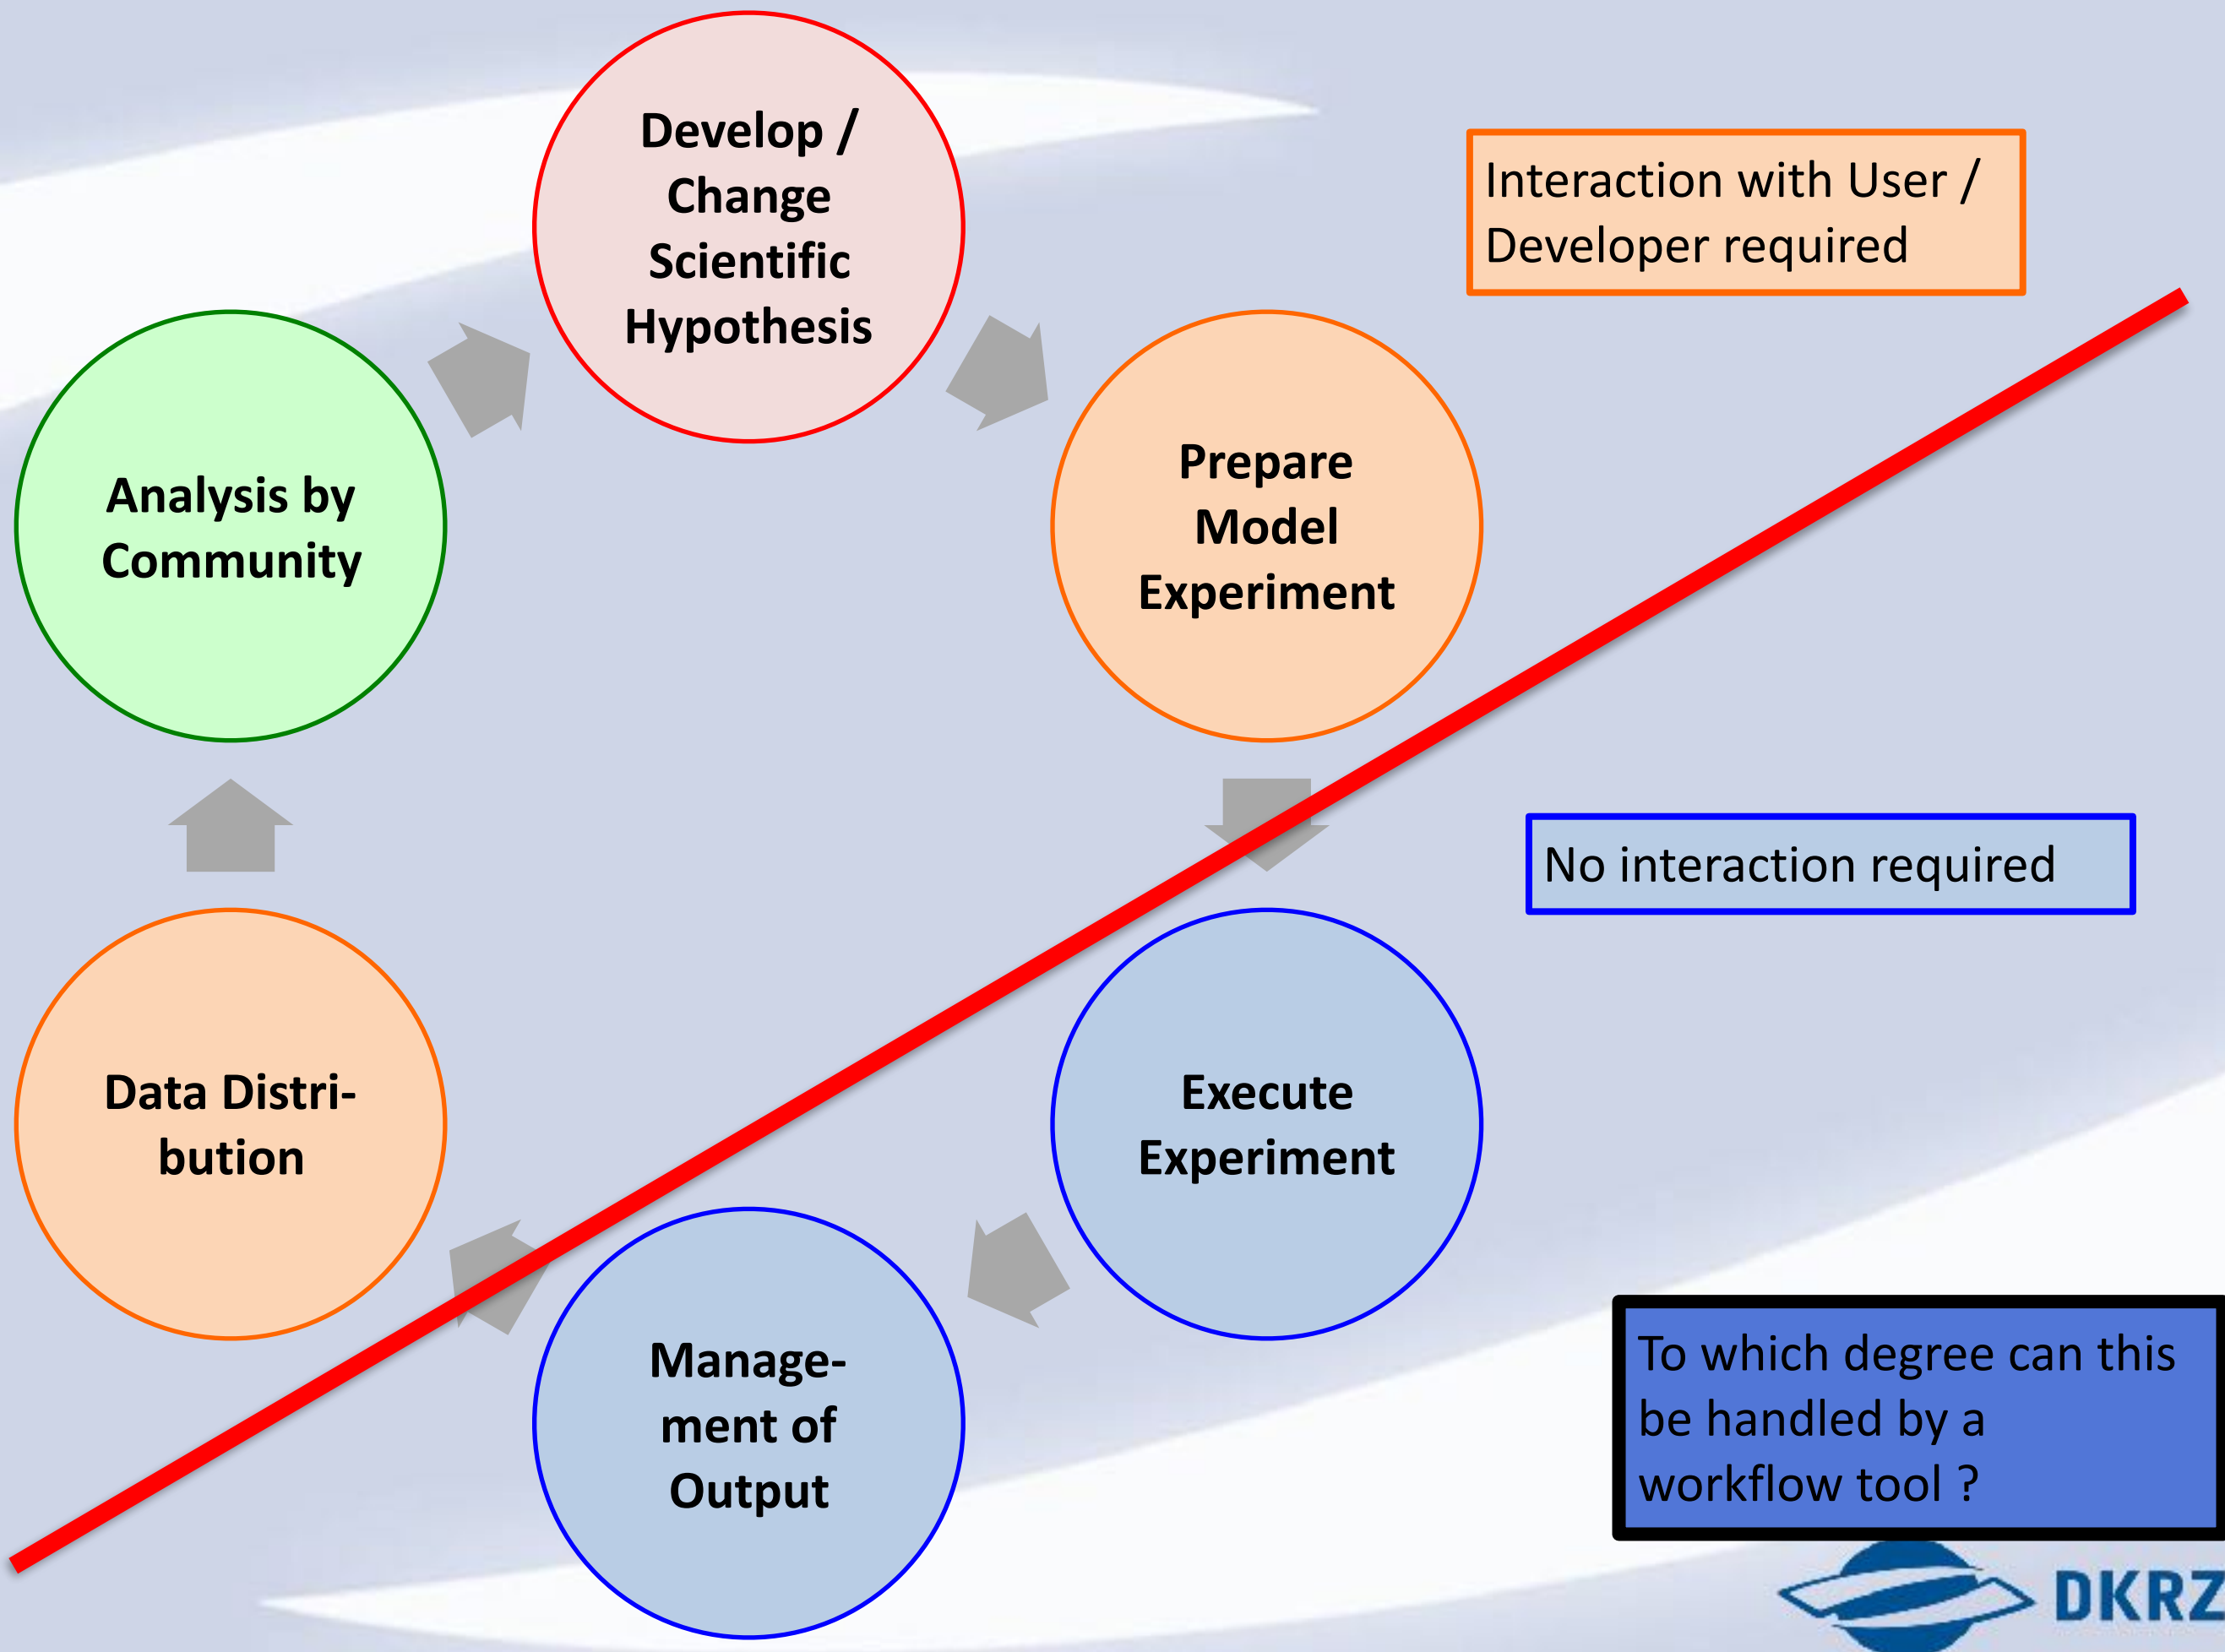 Develop /
Change
Scientific
Hypothesis
Interaction with User /
Developer required
Prepare
Model
Experiment
Analysis by
Community
No interaction required
Execute
Experiment
Data Distri-
bution
Manage-
ment of
Output
To which degree can this
be handled by a
workflow tool ?
DKRZ